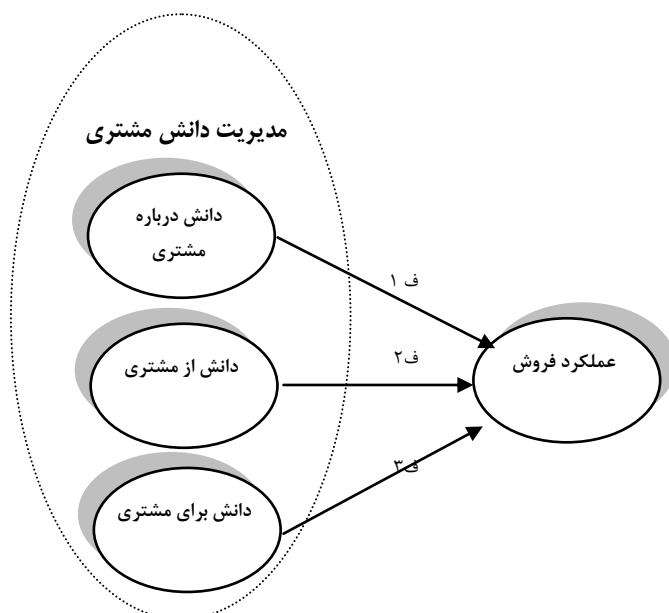 مدیریت دانش مشتری
دانش درباره
مشتری
ف ۱
دانش از مشتری
ف۲
عملکرد فروش
دانش برای مشتری
ف۳